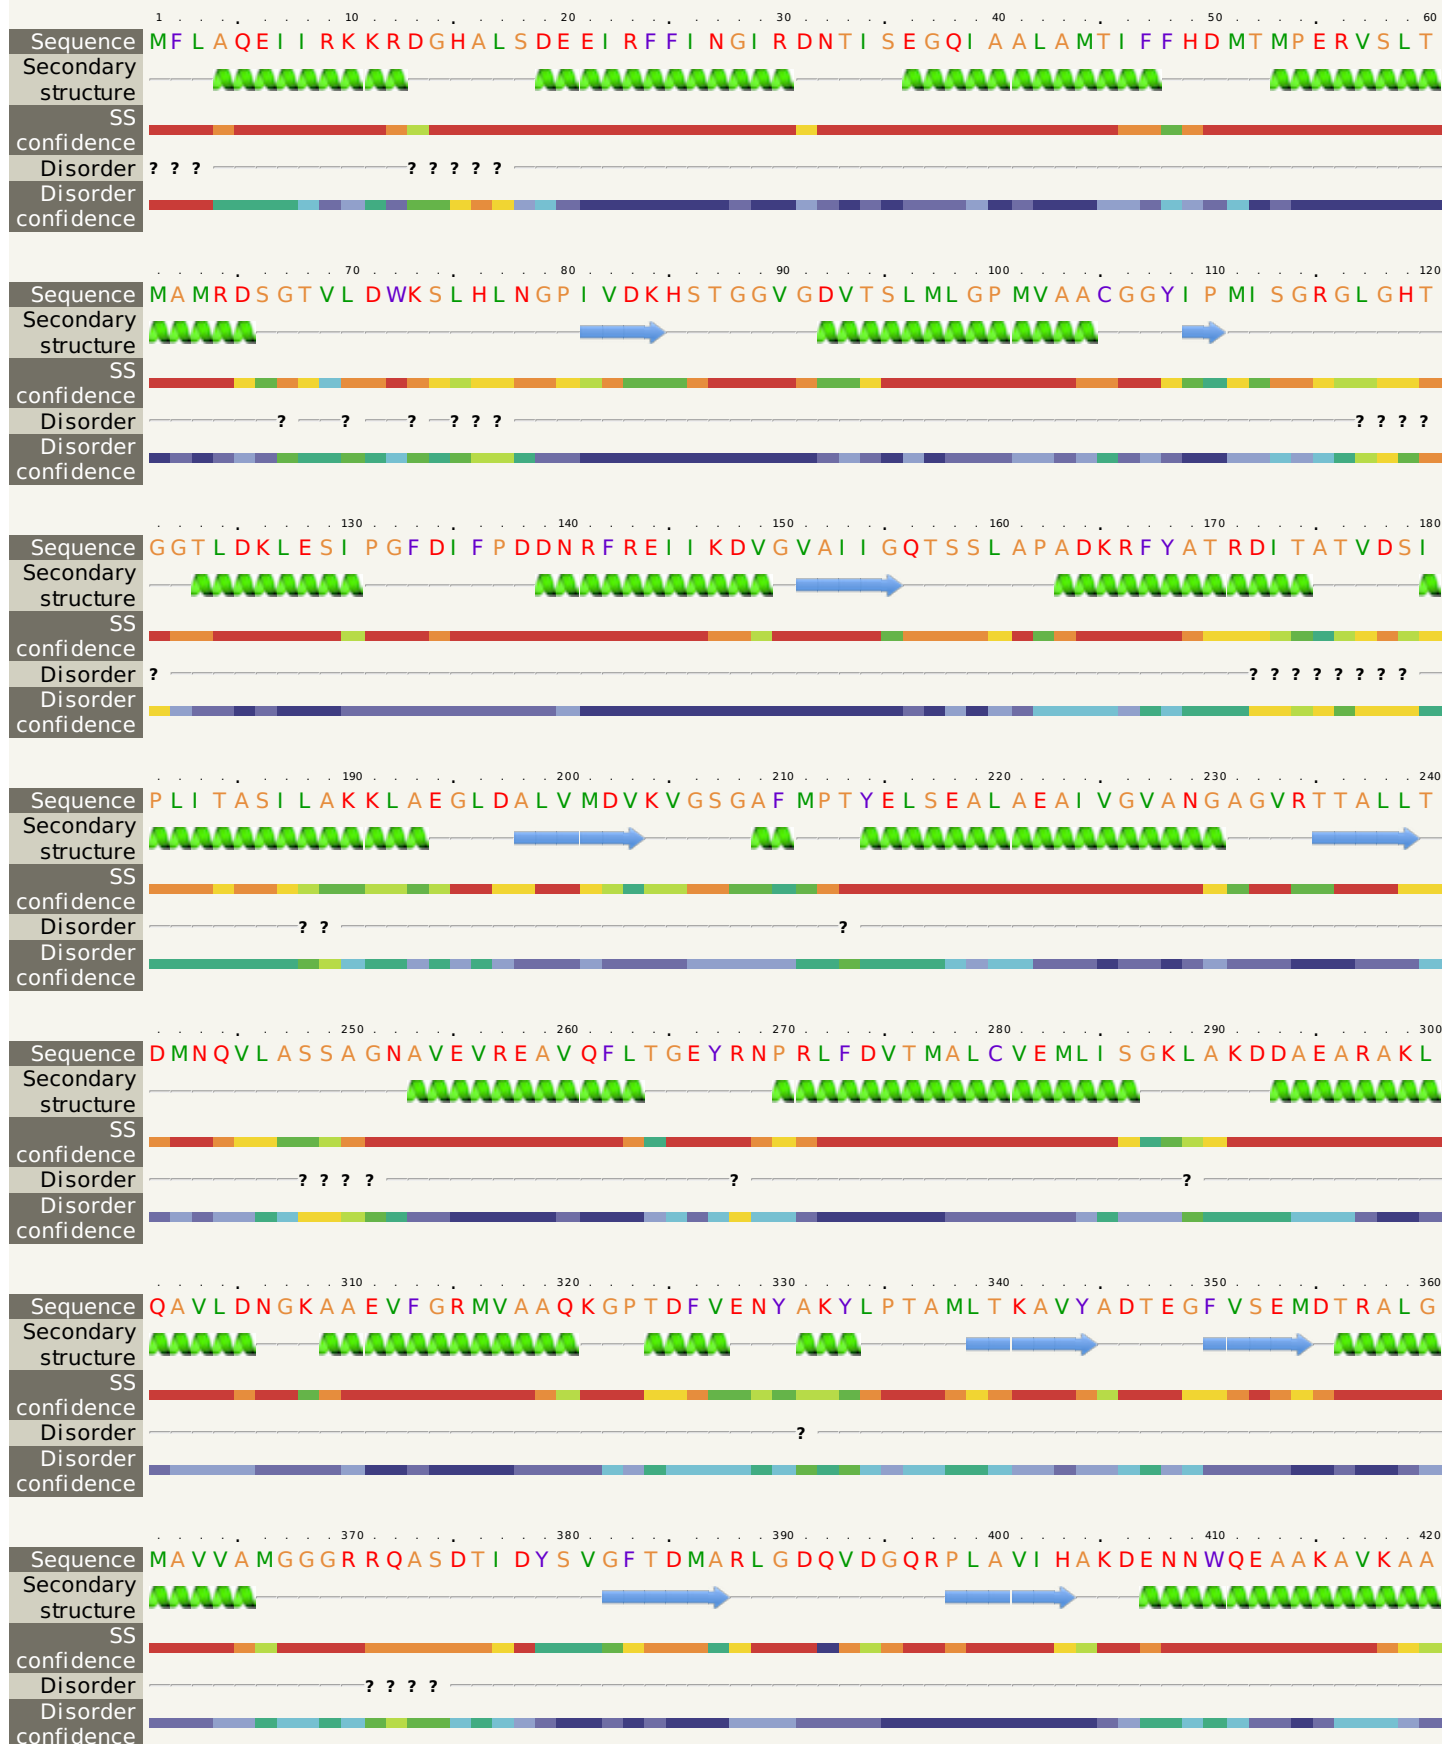 1 10 20 30 40 50 60
Sequence MFLAQEIIRKKRDGHALSDEEIRFFINGIRDNTISEGQIAALAMTIFFHDMTMPERVSLT
Secondary
structure
SS
confidence
Disorder ? ? ? ? ? ? ? ?
Disorder
confidence
70 80 90 100 110 120
Sequence MAMRDSGTVLDWKSLHLNGPIVDKHSTGGVGDVTSLMLGPMVAACGGYIPMISGRGLGHT
Secondary
structure
SS
confidence
Disorder ? ? ? ? ? ? ? ? ? ?
Disorder
confidence
130 140 150 160 170 180
Sequence GGTLDKLESIPGFDIFPDDNRFREIIKDVGVAIIGQTSSLAPADKRFYATRDITATVDSI
Secondary
structure
SS
confidence
Disorder ? ? ? ? ? ? ? ? ?
Disorder
confidence
190 200 210 220 230 240
Sequence PLITASILAKKLAEGLDALVMDVKVGSGAFMPTYELSEALAEAIVGVANGAGVRTTALLT
Secondary
structure
SS
confidence
Disorder ? ? ?
Disorder
confidence
250 260 270 280 290 300
Sequence DMNQVLASSAGNAVEVREAVQFLTGEYRNPRLFDVTMALCVEMLISGKLAKDDAEARAKL
Secondary
structure
SS
confidence
Disorder ? ? ? ? ? ?
Disorder
confidence
310 320 330 340 350 360
Sequence QAVLDNGKAAEVFGRMVAAQKGPTDFVENYAKYLPTAMLTKAVYADTEGFVSEMDTRALG
Secondary
structure
SS
confidence
Disorder ?
Disorder
confidence
370 380 390 400 410 420
Sequence MAVVAMGGGRRQASDTIDYSVGFTDMARLGDQVDGQRPLAVIHAKDENNWQEAAKAVKAA
Secondary
structure
SS
confidence
Disorder ? ? ? ?
Disorder
confidence